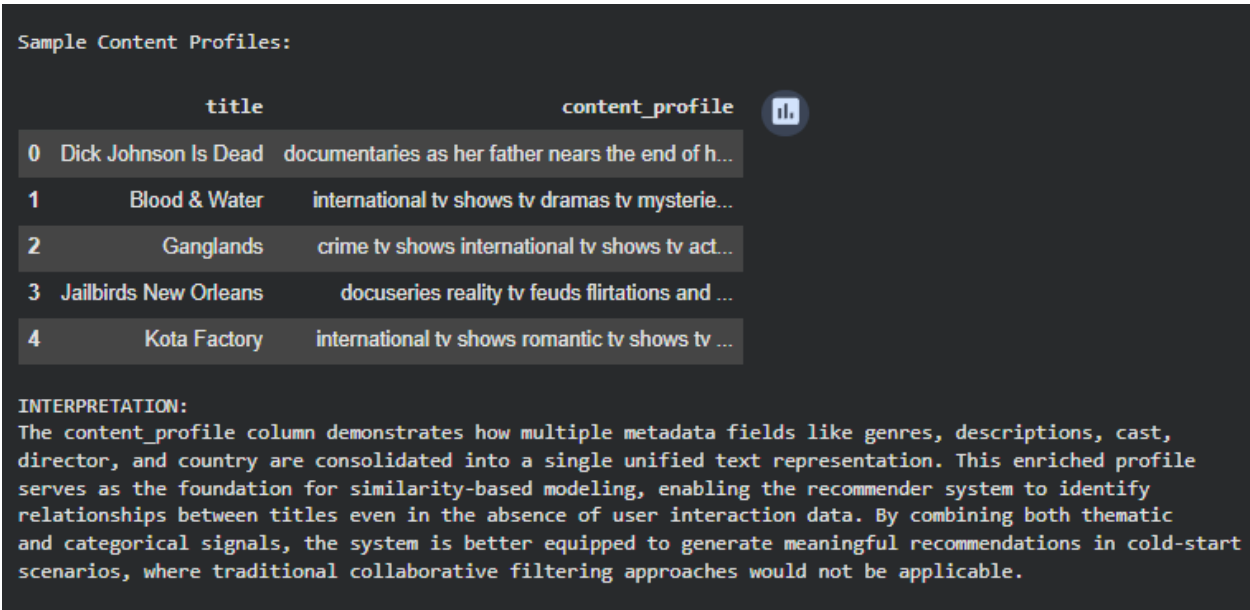 Sample Content Profiles:
title content_profile
0 Dick Johnson Is Dead documentaries as her father nears the end of h...
1 Blood & Water international tv shows tv dramas tv mysterie...
2 Ganglands crime tv shows international tv shows tv act...
3 Jailbirds New Orleans docuseries reality tv feuds flirtations and ...
4 Kota Factory international tv shows romantic tv shows tv ...
INTERPRETATION:
The content_profile column demonstrates how multiple metadata fields like genres, descriptions, cast,
director, and country are consolidated into a single unified text representation. This enriched profile
serves as the foundation for similarity-based modeling, enabling the recommender system to identify
relationships between titles even in the absence of user interaction data. By combining both thematic
and categorical signals, the system is better equipped to generate meaningful recommendations in cold-start
scenarios, where traditional collaborative filtering approaches would not be applicable.